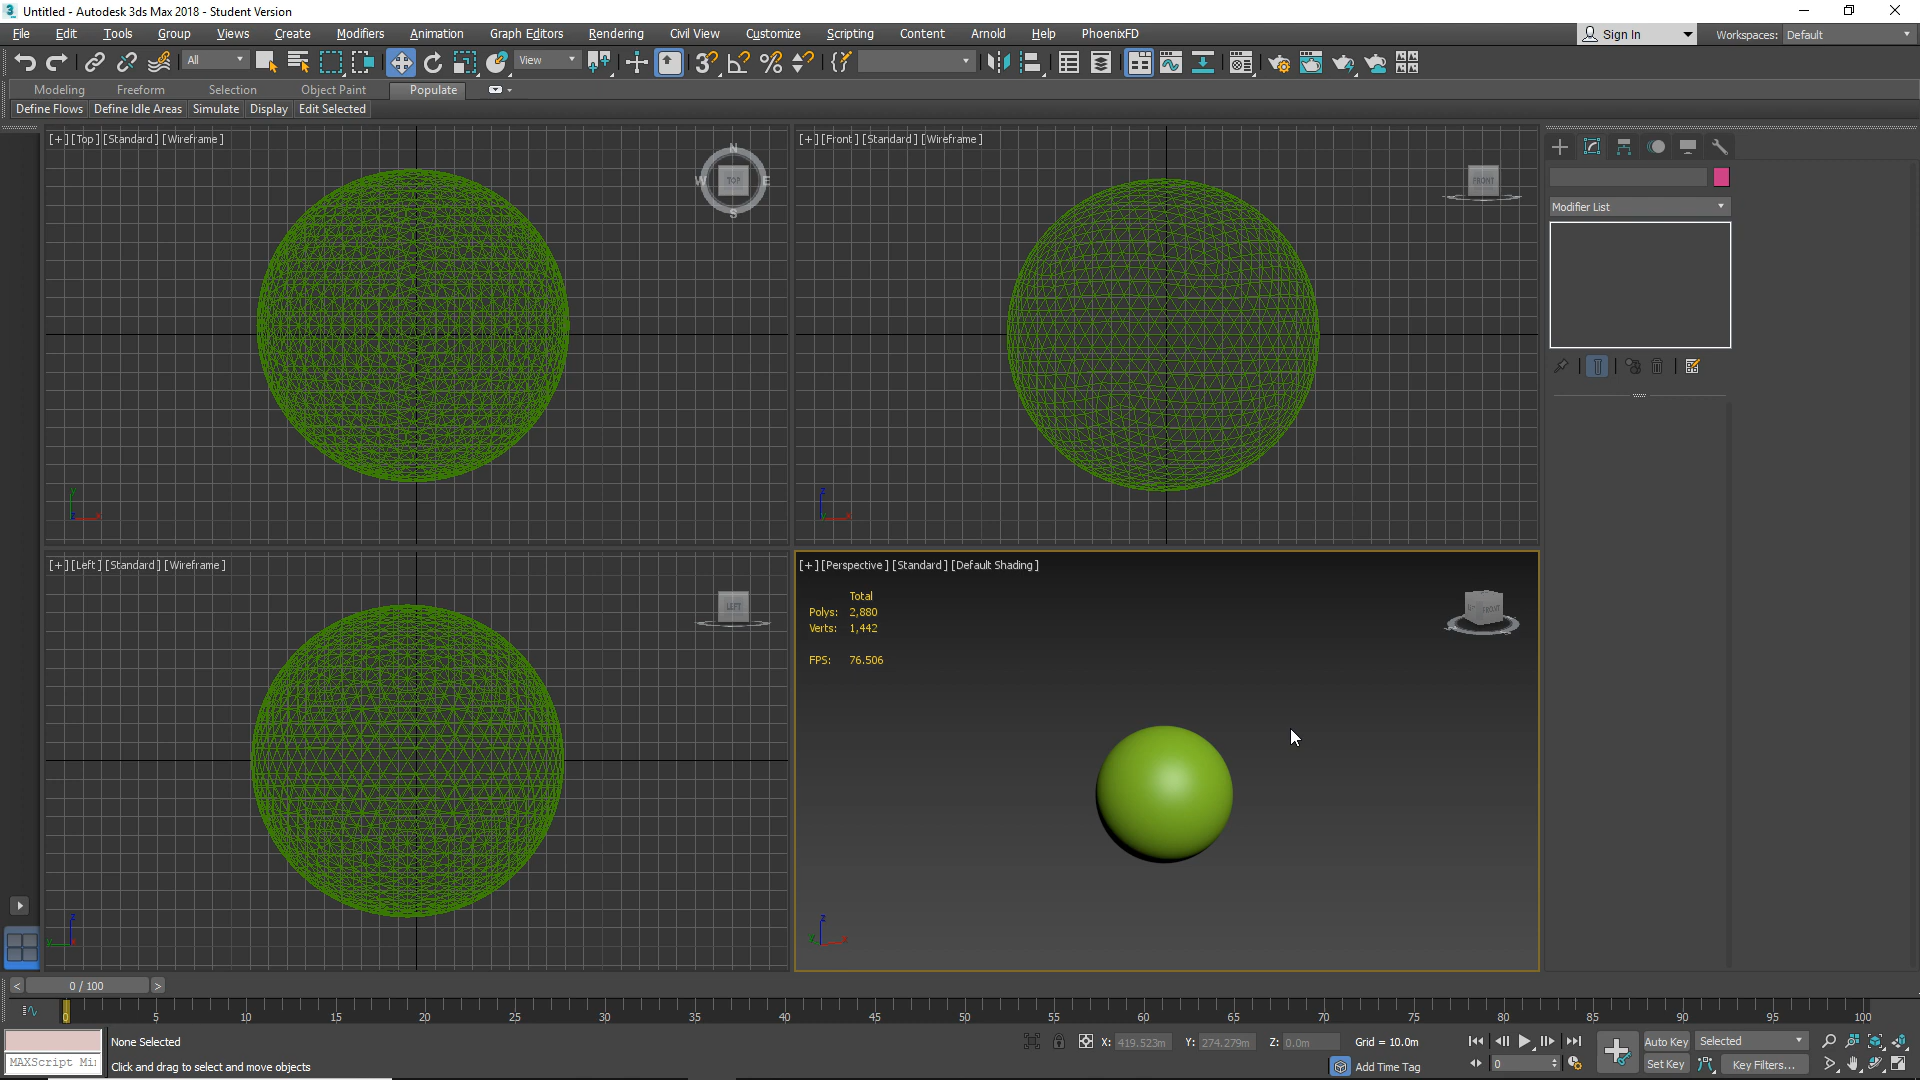 Untitled - Autodesk 3ds Max 2018 - Student Version
File Edit Tools Group Views Create Modifiers Animation Graph Editors Rendering Civil View Customize Scripting Content Arnold Help PhoenixFD Sign In Workspaces: Default
All View
Modeling Freeform Selection Object Paint Populate
Define Flows Define Idle Areas Simulate Display Edit Selected
[+] [Top] [Standard] [Wireframe]
N
W TOP E
S
y
z x
[+] [Front] [Standard] [Wireframe]
FRONT
z
y x
Modifier List
[+] [Left] [Standard] [Wireframe]
LEFT
z
y x
[+] [Perspective] [Standard] [Default Shading]
Total
Polys: 2,880
Verts: 1,442
FPS: 76.506
FRONT
z
y x
< 0 / 100 >
0 5 10 15 20 25 30 35 40 45 50 55 60 65 70 75 80 85 90 95 100
None Selected
X: 419.523m Y: 274.279m Z: 0.0m Grid = 10.0m
Auto Key Selected
MAXScript Mi
Click and drag to select and move objects
Add Time Tag
0
Set Key Key Filters...